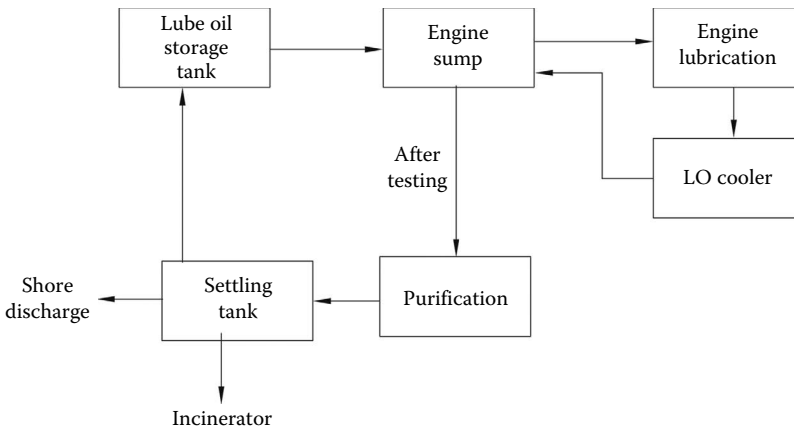 Lube oil
storage
tank
Engine
sump
Engine
lubrication
After
testing
LO cooler
Shore
discharge
Settling
tank
Purification
Incinerator